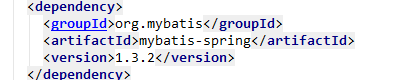 <dependency>
<groupId>org.mybatis</groupId>
<artifactId>mybatis-spring</artifactId>
<version>1.3.2</version>
</dependency>